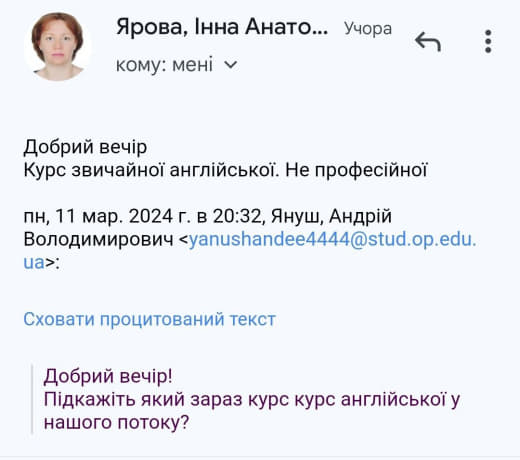 Ярова, Інна Анато... Учора
кому: мені
Добрий вечір
Курс звичайної англійської. Не професійної
пн, 11 мар. 2024 г. в 20:32, Януш, Андрій
Володимирович <yanushandee4444@stud.op.edu.
ua>:
Сховати процитований текст
Добрий вечір!
Підкажіть який зараз курс курс англійської у
нашого потоку?